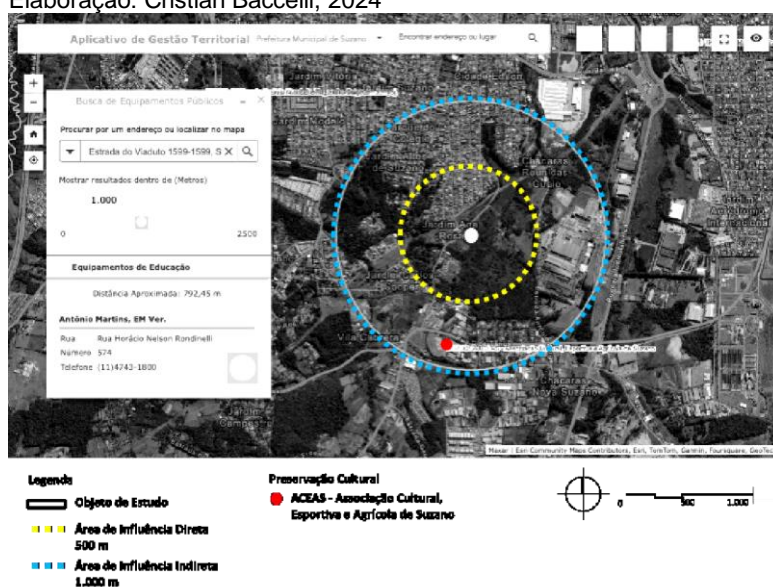 Elaboração: Cristian Baccelli, 2024
Aplicativo de Gestão Territorial Prefeitura Municipal de Suzano Encontrar endereço ou lugar
Busca de Equipamentos Públicos
Procurar por um endereço ou localizar no mapa
Estrada do Viaduto 1599-1599, S
Mostrar resultados dentro de (Metros)
1.000
0 2500
Equipamentos de Educação
Distância Aproximada: 792,45 m
Antônio Martins, EM Ver.
Rua Rua Horácio Nelson Rondinelli
Número 574
Telefone (11)4743-1800
Jardim Vitória
Chácaras
Reunidas
Vila Cabrera
Chácaras
Nova Suzano
Jardim
Maxar | Esri Community Maps Contributors, Esri, TomTom, Garmin, Foursquare, GeoTec
Legenda
Objeto de Estudo
Área de Influência Direta
500 m
Área de Influência Indireta
1.000 m
Preservação Cultural
ACEAS - Associação Cultural,
Esportiva e Agrícola de Suzano
0 500 1.000